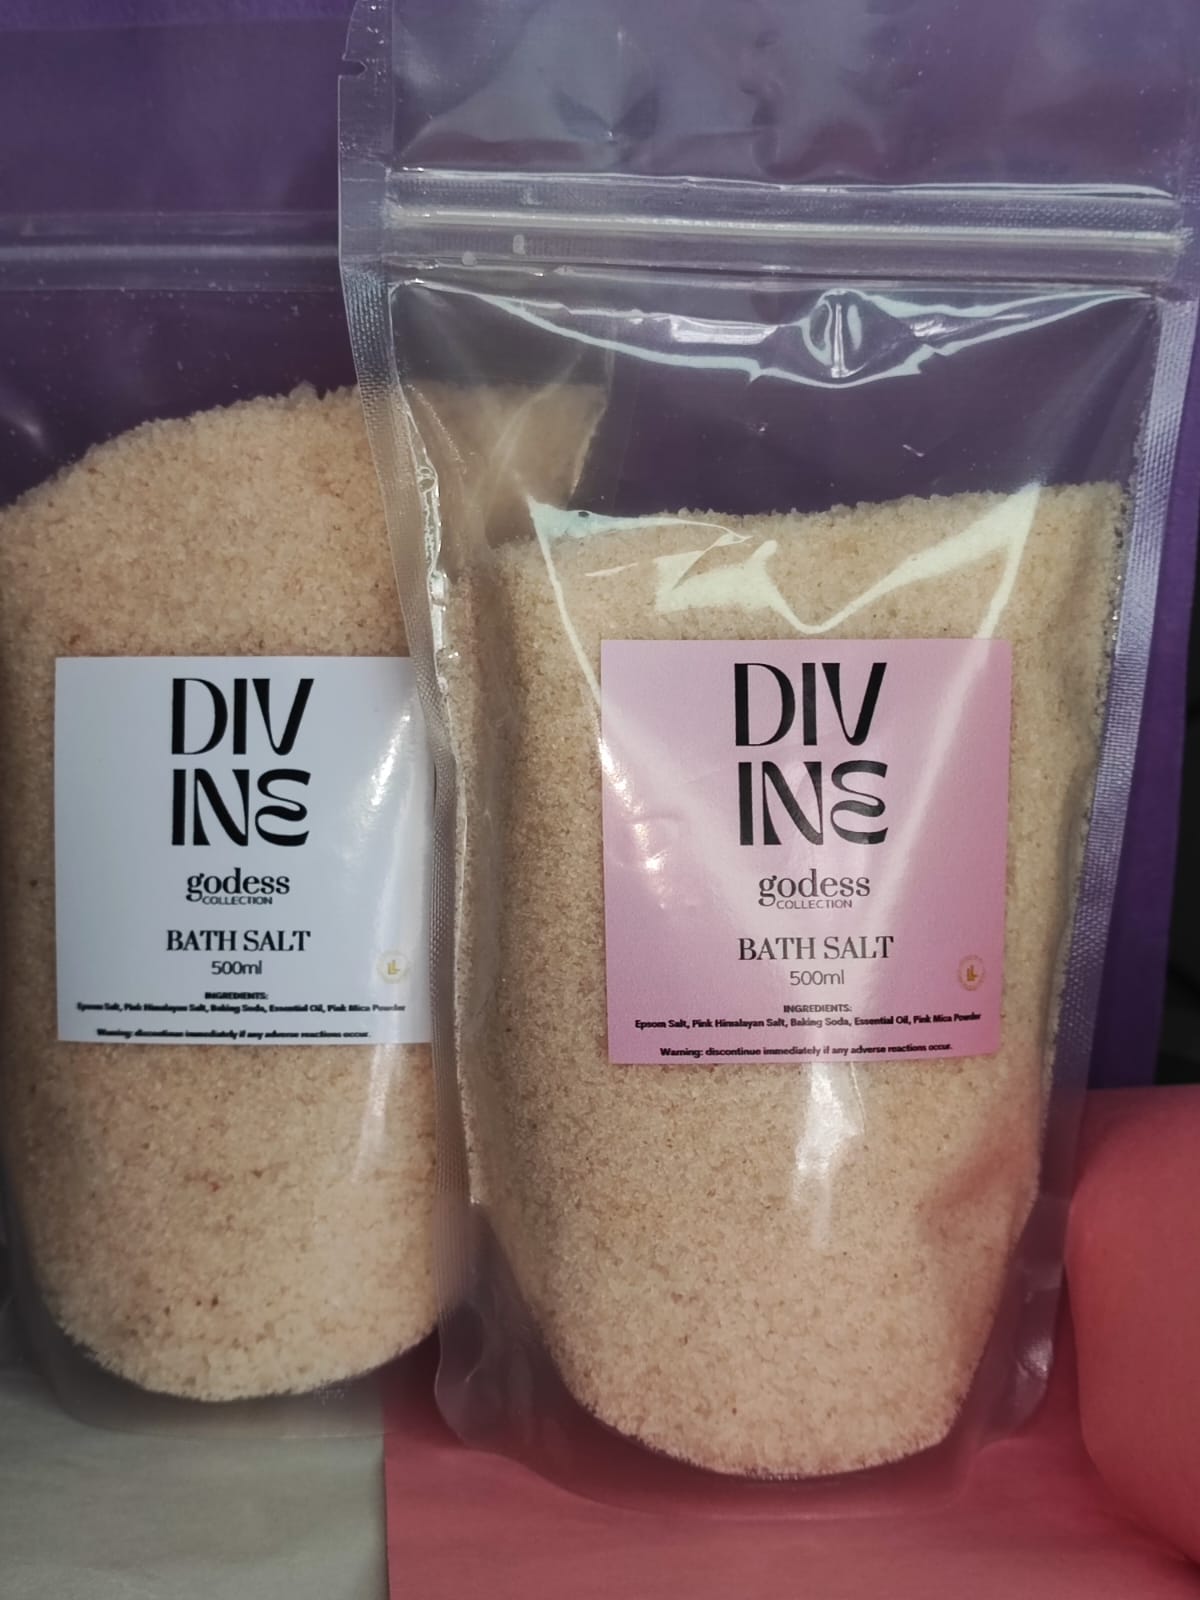 DIV
INE
godess
COLLECTION
BATH SALT
500ml
INGREDIENTS:
Epsom Salt, Pink Himalayan Salt, Baking Soda, Essential Oil, Pink Mica Powder
Warning: discontinue immediately if any adverse reactions occur.
DIV
INE
godess
COLLECTION
BATH SALT
500ml
INGREDIENTS:
Epsom Salt, Pink Himalayan Salt, Baking Soda, Essential Oil, Pink Mica Powder
Warning: discontinue immediately if any adverse reactions occur.